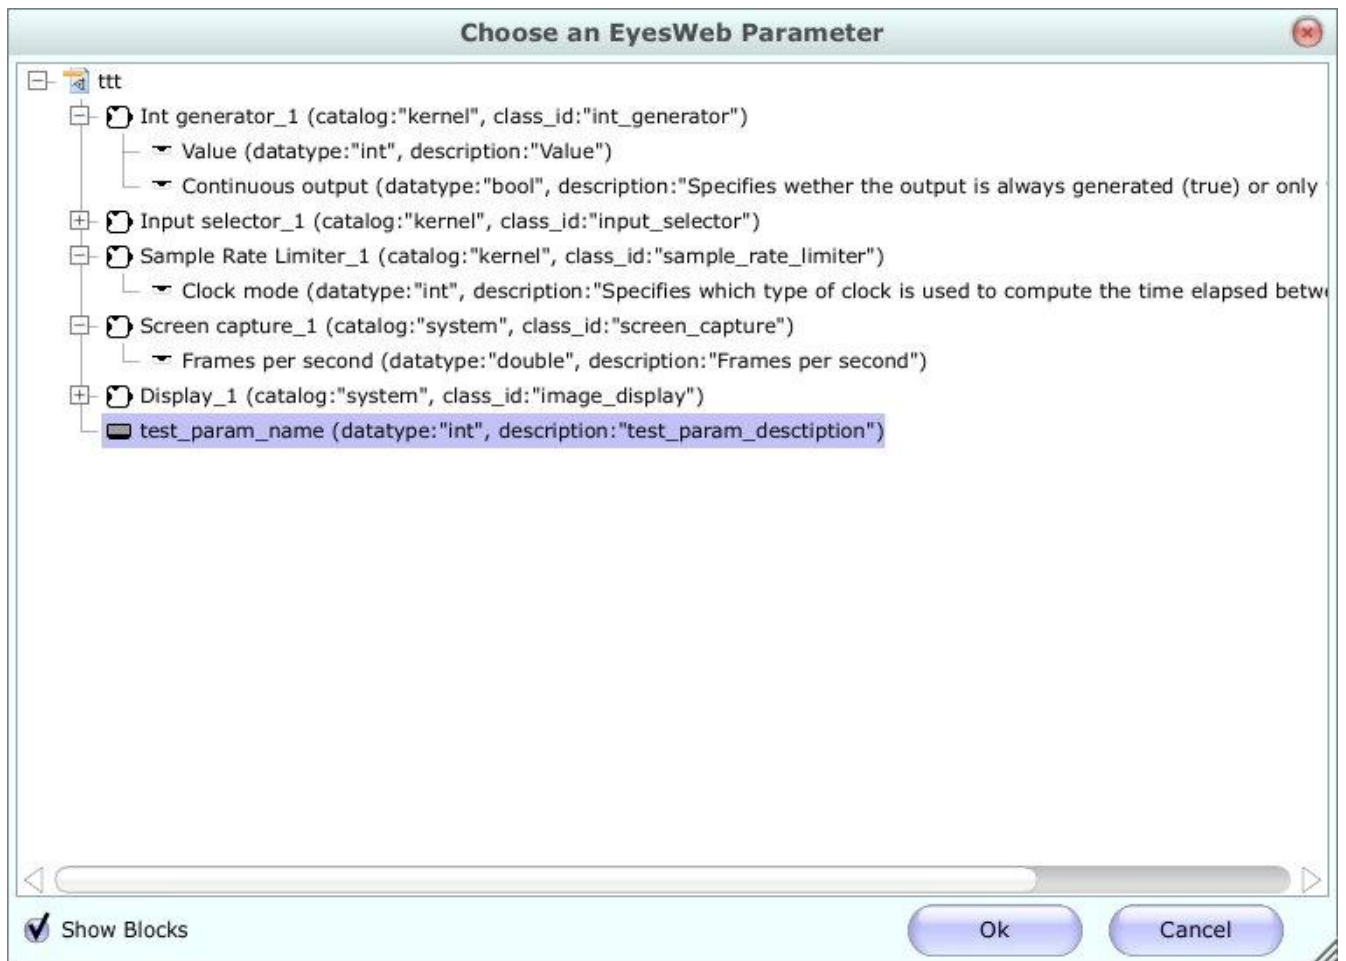 Choose an EyesWeb Parameter
ttt
Int generator_1 (catalog:"kernel", class_id:"int_generator")
Value (datatype:"int", description:"Value")
Continuous output (datatype:"bool", description:"Specifies wether the output is always generated (true) or only
Input selector_1 (catalog:"kernel", class_id:"input_selector")
Sample Rate Limiter_1 (catalog:"kernel", class_id:"sample_rate_limiter")
Clock mode (datatype:"int", description:"Specifies which type of clock is used to compute the time elapsed betw
Screen capture_1 (catalog:"system", class_id:"screen_capture")
Frames per second (datatype:"double", description:"Frames per second")
Display_1 (catalog:"system", class_id:"image_display")
test_param_name (datatype:"int", description:"test_param_desctiption")
Show Blocks
Ok
Cancel